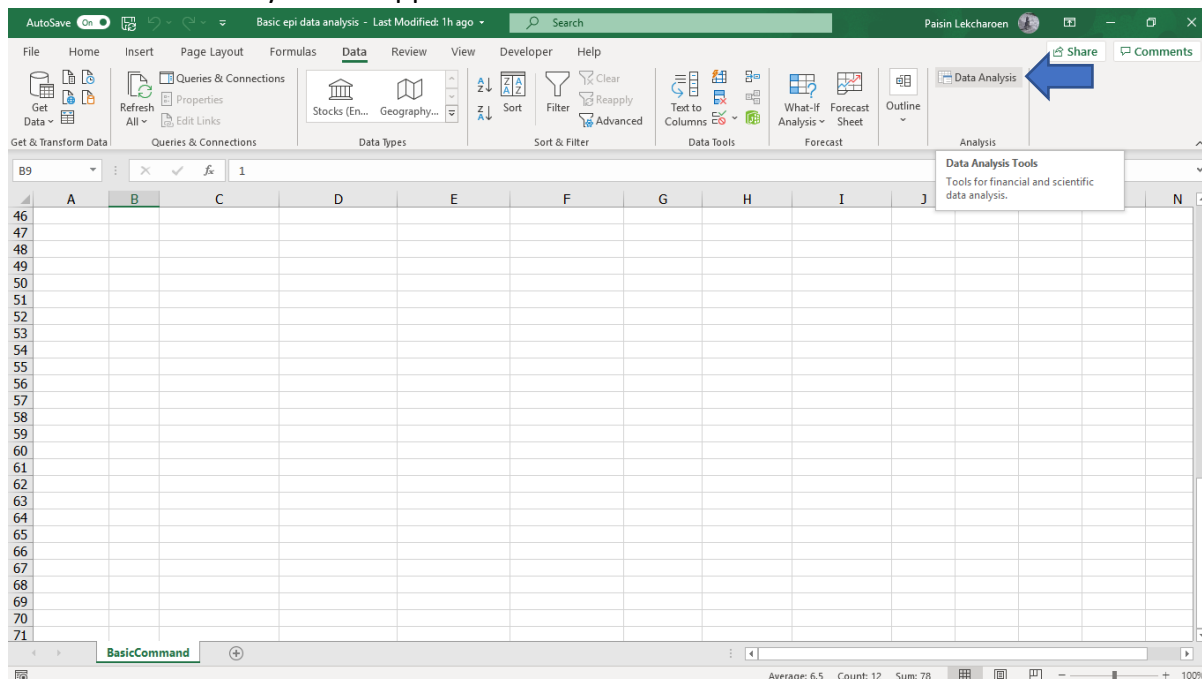 AutoSave On Basic epi data analysis - Last Modified: 1h ago Search Paisin Lekcharoen
File Home Insert Page Layout Formulas Data Review View Developer Help Share Comments
Get Data
Refresh All
Queries & Connections
Properties
Edit Links
Stocks (En... Geography...
Sort
Filter
Clear
Reapply
Advanced
Text to Columns
What-If Analysis
Forecast Sheet
Outline
Data Analysis
Get & Transform Data Queries & Connections Data Types Sort & Filter Data Tools Forecast Analysis
Data Analysis Tools
Tools for financial and scientific
data analysis.
B9 fx 1
A B C D E F G H I J N
46
47
48
49
50
51
52
53
54
55
56
57
58
59
60
61
62
63
64
65
66
67
68
69
70
71
BasicCommand
Average: 6.5 Count: 12 Sum: 78 100%